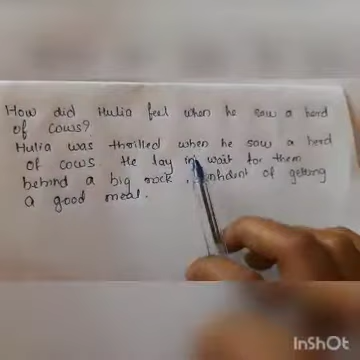 How did Hulia feel when he saw a herd
of cows?
Hulia was thrilled when he saw a herd
of cows. He lay in wait for them
behind a big rock, confident of getting
a good meal.
InShOt